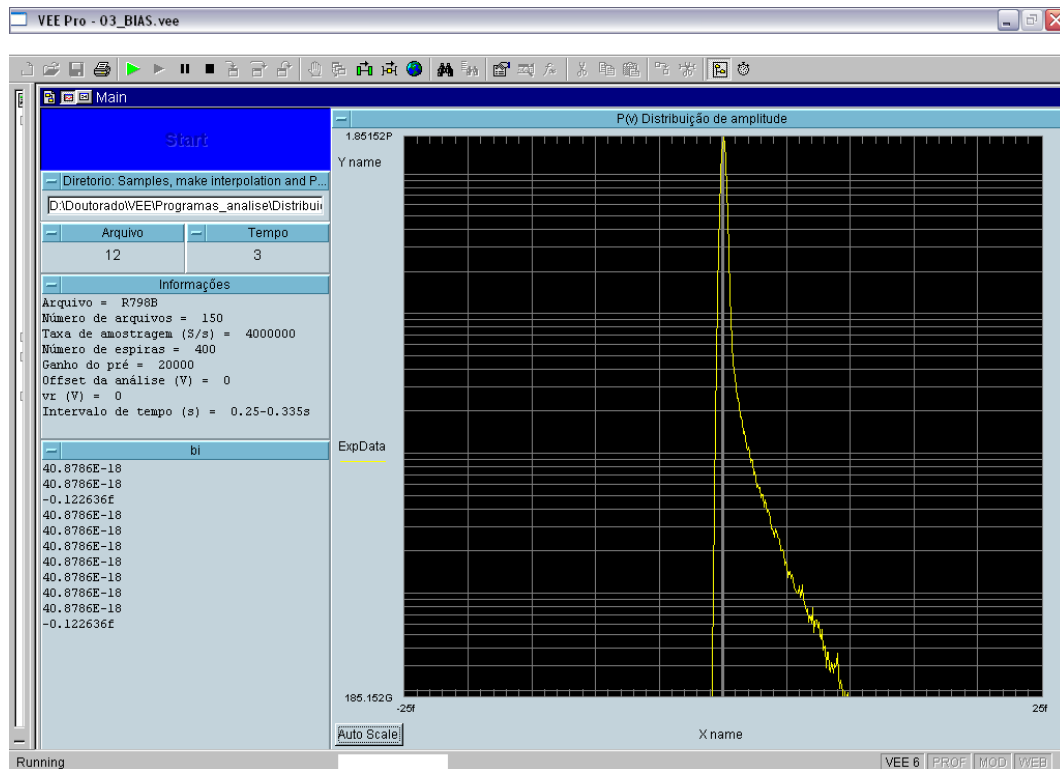 VEE Pro - 03_BIAS.vee
Main
Start
Diretorio: Samples, make interpolation and P...
D:\Doutorado\VEE\Programas_analise\Distribui
Arquivo Tempo
12 3
Informações
Arquivo = R798B
Número de arquivos = 150
Taxa de amostragem (S/s) = 4000000
Número de espiras = 400
Ganho do pré = 20000
Offset da análise (V) = 0
vr (V) = 0
Intervalo de tempo (s) = 0.25-0.335s
bi
40.8786E-18
40.8786E-18
-0.122636f
40.8786E-18
40.8786E-18
40.8786E-18
40.8786E-18
40.8786E-18
40.8786E-18
40.8786E-18
-0.122636f
P(v) Distribuição de amplitude
1.85152P
Y name
ExpData
185.152G
-25f
25f
Auto Scale
X name
Running
VEE 6 PROF MOD WEB